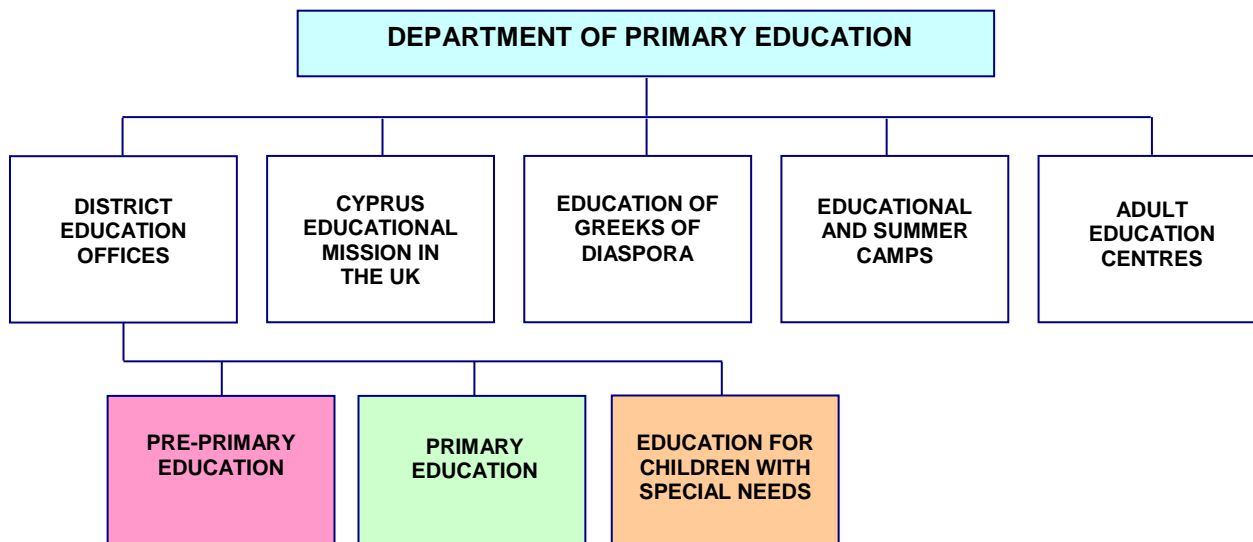 DEPARTMENT OF PRIMARY EDUCATION
DISTRICT
EDUCATION
OFFICES
CYPRUS
EDUCATIONAL
MISSION IN
THE UK
EDUCATION OF
GREEKS OF
DIASPORA
EDUCATIONAL
AND SUMMER
CAMPS
ADULT
EDUCATION
CENTRES
PRE-PRIMARY
EDUCATION
PRIMARY
EDUCATION
EDUCATION FOR
CHILDREN WITH
SPECIAL NEEDS